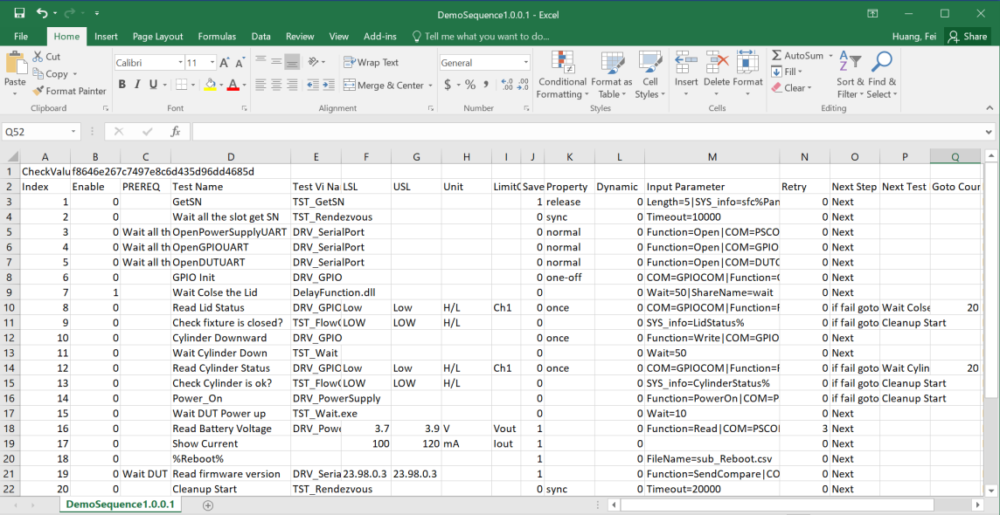 DemoSequence1.0.0.1 - Excel
File Home Insert Page Layout Formulas Data Review View Add-ins Tell me what you want to do... Huang, Fei Share
Paste Cut Copy Format Painter Clipboard
Calibri 11 A A B I U A Font
Wrap Text Merge & Center Alignment
General $ % , Number
Conditional Formatting Format as Table Cell Styles Styles
Insert Delete Format Cells
AutoSum Fill Clear Sort & Filter Find & Select Editing
Q52 fx
A B C D E F G H I J K L M N O P Q
1 CheckValu f8646e267c7497e8c6d435d96dd4685d
2 Index Enable PREREQ Test Name Test Vi Na LSL USL Unit LimitC Save Property Dynamic Input Parameter Retry Next Step Next Test Goto Coun
3 1 0 GetSN TST_GetSN 1 release 0 Length=5|SYS_info=sfc%Pan 0 Next
4 2 0 Wait all the slot get SN TST_Rendezvous 0 sync 0 Timeout=10000 0 Next
5 3 0 Wait all th OpenPowerSupplyUART DRV_SerialPort 0 normal 0 Function=Open|COM=PSCO 0 Next
6 4 0 Wait all th OpenGPIOUART DRV_SerialPort 0 normal 0 Function=Open|COM=GPIO 0 Next
7 5 0 Wait all th OpenDUTUART DRV_SerialPort 0 normal 0 Function=Open|COM=DUTC 0 Next
8 6 0 GPIO Init DRV_GPIO 0 one-off 0 COM=GPIOCOM|Function=C 0 Next
9 7 1 Wait Colse the Lid DelayFunction.dll 0 0 Wait=50|ShareName=wait 0 Next
10 8 0 Read Lid Status DRV_GPIO Low Low H/L Ch1 0 once 0 COM=GPIOCOM|Function=F 0 if fail goto Wait Colse 20
11 9 0 Check fixture is closed? TST_Flow( LOW LOW H/L 0 0 SYS_info=LidStatus% 0 if fail goto Cleanup Start
12 10 0 Cylinder Downward DRV_GPIO 0 once 0 Function=Write|COM=GPIO 0 Next
13 11 0 Wait Cylinder Down TST_Wait 0 0 Wait=50 0 Next
14 12 0 Read Cylinder Status DRV_GPIO Low Low H/L Ch1 0 once 0 COM=GPIOCOM|Function=F 0 if fail goto Wait Cylin 20
15 13 0 Check Cylinder is ok? TST_Flow( LOW LOW H/L 0 0 SYS_info=CylinderStatus% 0 if fail goto Cleanup Start
16 14 0 Power_On DRV_PowerSupply 0 0 Function=PowerOn|COM=P 0 if fail goto Cleanup Start
17 15 0 Wait DUT Power up TST_Wait.exe 0 0 Wait=10 0 Next
18 16 0 Read Battery Voltage DRV_Powe 3.7 3.9 V Vout 1 0 Function=Read|COM=PSCO 3 Next
19 17 0 Show Current 100 120 mA Iout 1 0 0 Next
20 18 0 %Reboot% 1 0 FileName=sub_Reboot.csv 0 Next
21 19 0 Wait DUT Read firmware version DRV_Seria 23.98.0.3 23.98.0.3 1 0 Function=SendCompare|CO 0 Next
22 20 0 Cleanup Start TST_Rendezvous 0 sync 0 Timeout=20000 0 Next
DemoSequence1.0.0.1